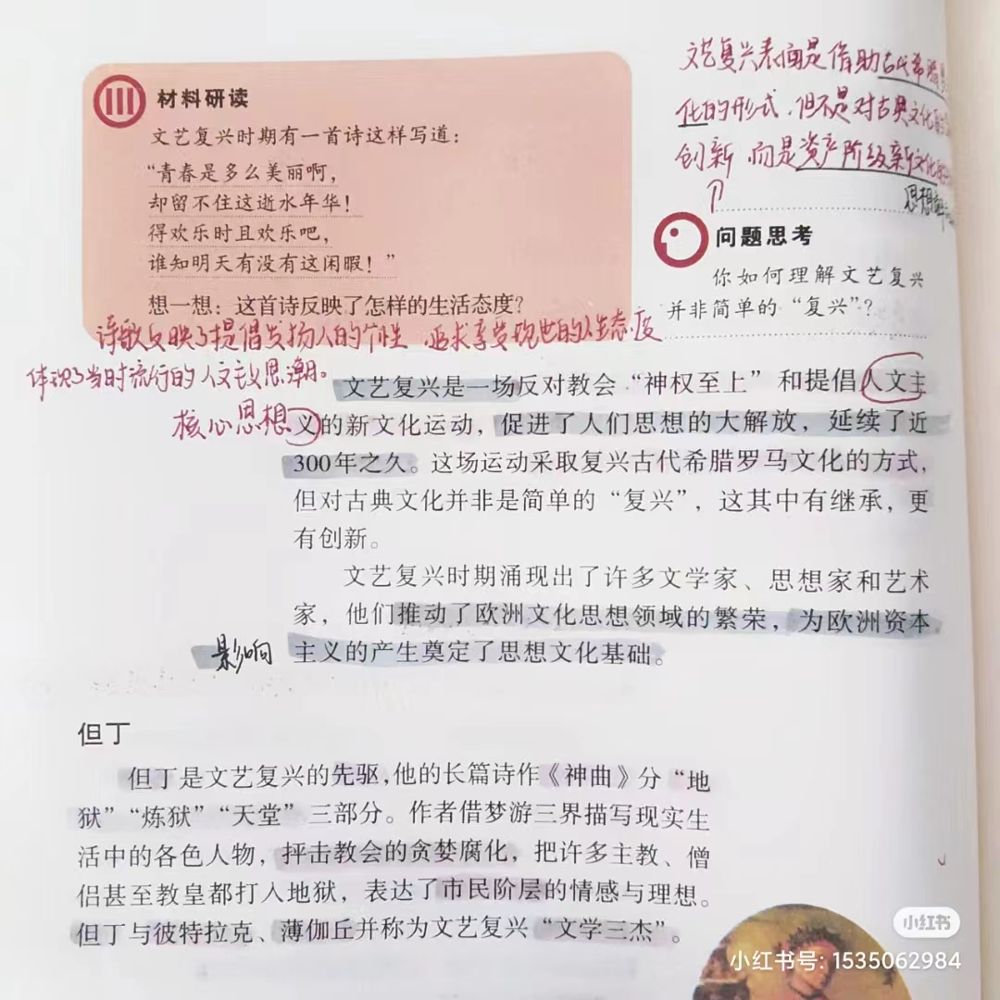 文艺复兴表面是借助古代希腊
化的形式,但不是对古典文化
创新 而是资产阶级新文化
思想
材料研读
文艺复兴时期有一首诗这样写道:
“青春是多么美丽啊,
却留不住这逝水年华!
得欢乐时且欢乐吧,
谁知明天有没有这闲暇!”
想一想:这首诗反映了怎样的生活态度?
诗歌反映了提倡发扬人的个性 追求享受现世的人生态度
体现了当时流行的人文主义思潮。
问题思考
你如何理解文艺复兴
并非简单的“复兴”?
文艺复兴是一场反对教会“神权至上”和提倡人文主
核心思想
义的新文化运动,促进了人们思想的大解放,延续了近
300年之久。这场运动采取复兴古代希腊罗马文化的方式,
但对古典文化并非是简单的“复兴”,这其中有继承,更
有创新。
文艺复兴时期涌现出了许多文学家、思想家和艺术
家,他们推动了欧洲文化思想领域的繁荣,为欧洲资本
影响
主义的产生奠定了思想文化基础。
但丁
但丁是文艺复兴的先驱,他的长篇诗作《神曲》分“地
狱”“炼狱”“天堂”三部分。作者借梦游三界描写现实生
活中的各色人物,抨击教会的贪婪腐化,把许多主教、僧
侣甚至教皇都打入地狱,表达了市民阶层的情感与理想。
但丁与彼特拉克、薄伽丘并称为文艺复兴“文学三杰”。
小红书
小红书号: 1535062984